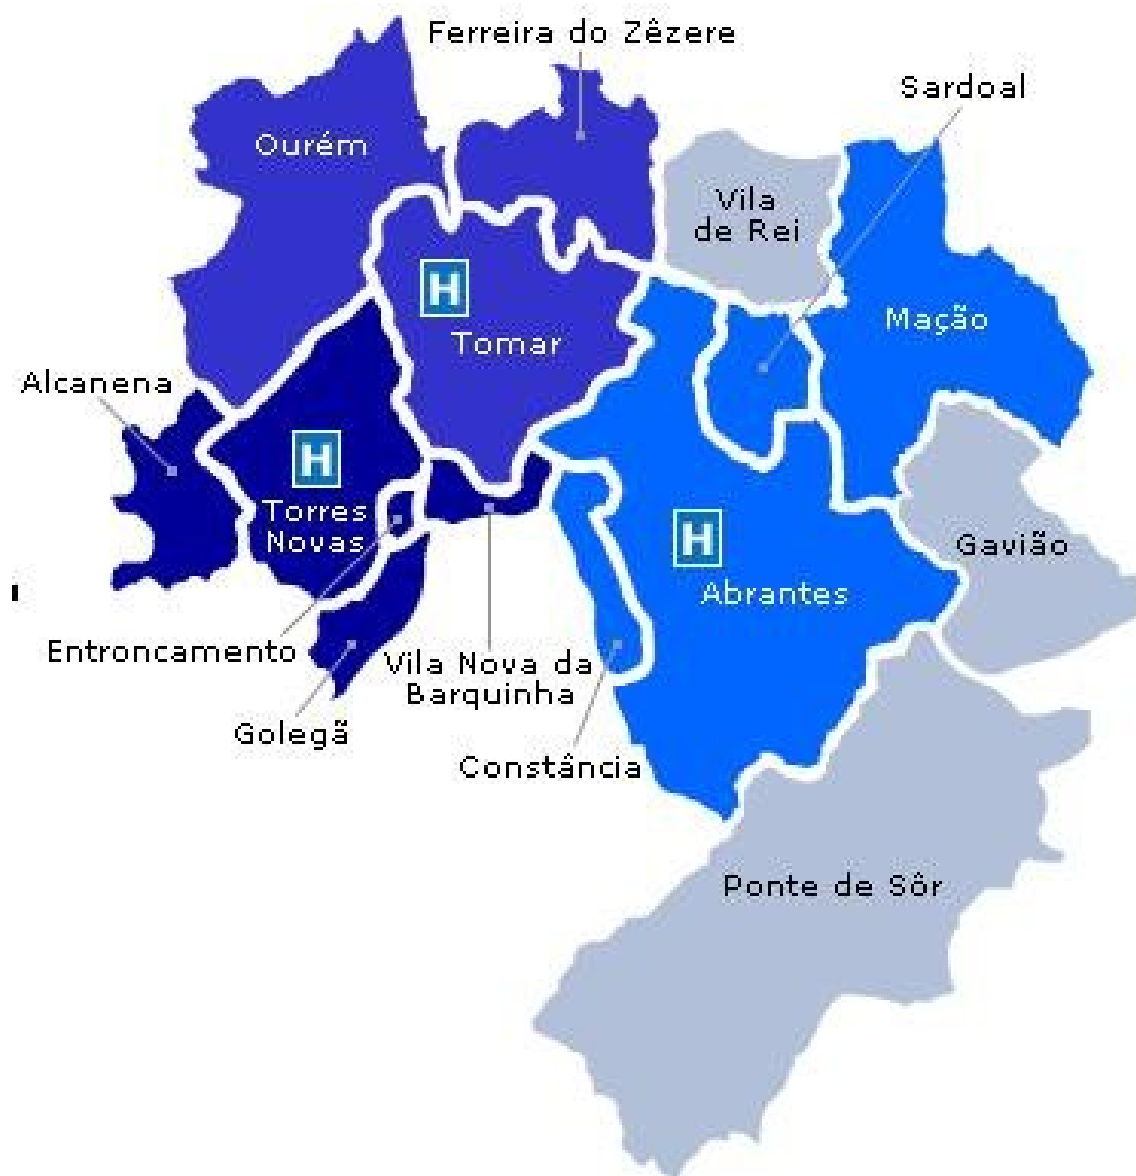 Ferreira do Zêzere
Sardoal
Ourém
Vila
de Rei
H
Tomar
Mação
Alcanena
H
Torres
Novas
H
Gavião
Abrantes
Entroncamento
Vila Nova da
Barquinha
Golegã
Constância
Ponte de Sôr